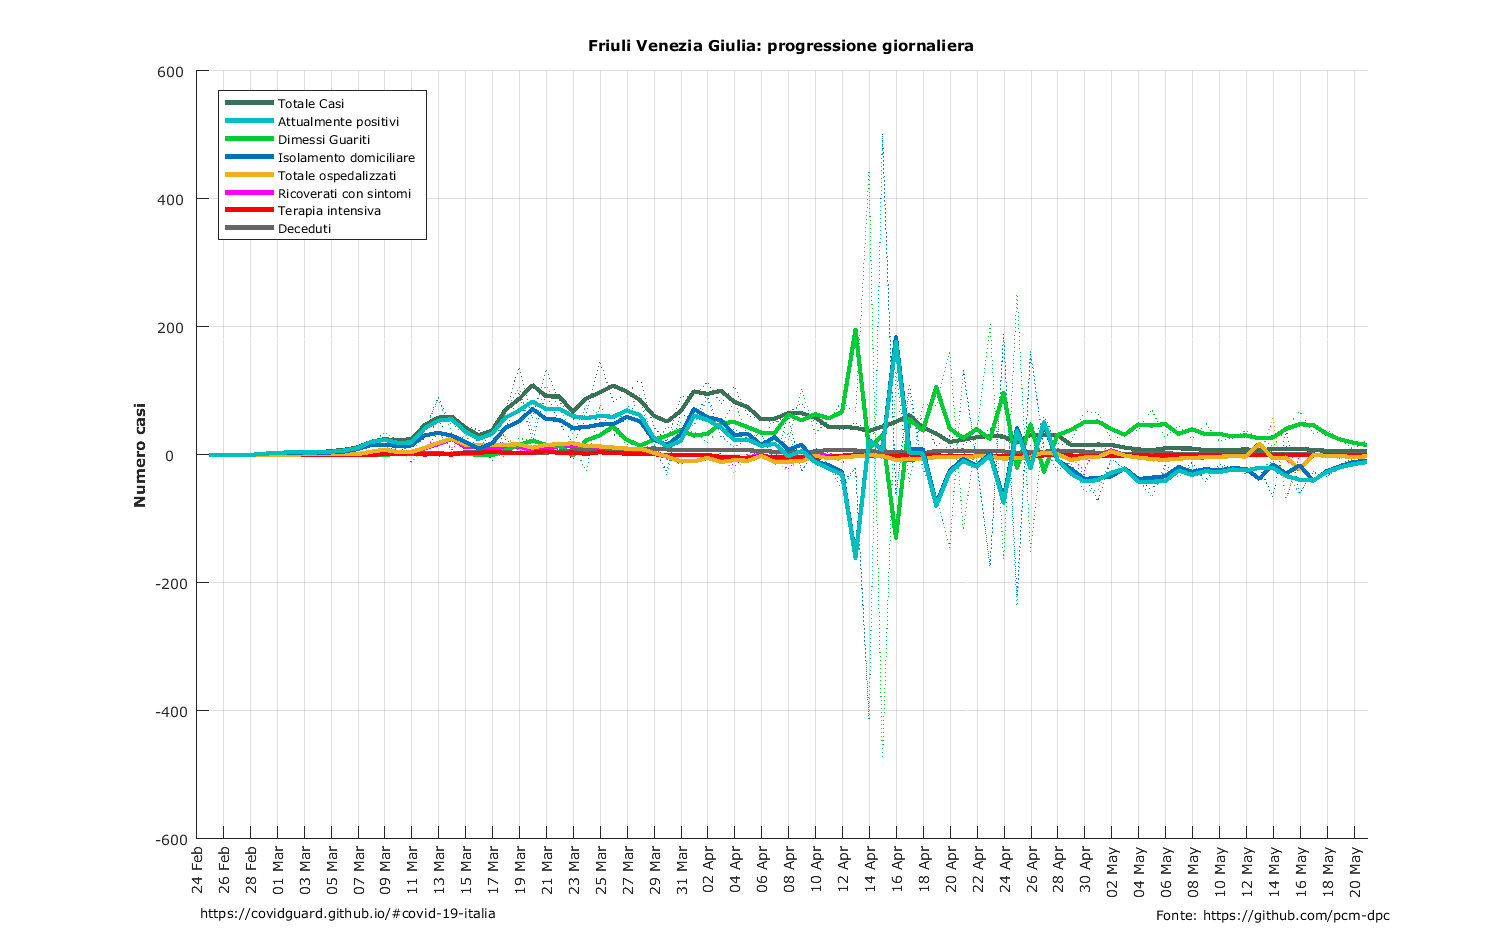 Friuli Venezia Giulia: progressione giornaliera
600
400
200
0
-200
-400
-600
Numero casi
Totale Casi
Attualmente positivi
Dimessi Guariti
Isolamento domiciliare
Totale ospedalizzati
Ricoverati con sintomi
Terapia intensiva
Deceduti
24 Feb
26 Feb
28 Feb
01 Mar
03 Mar
05 Mar
07 Mar
09 Mar
11 Mar
13 Mar
15 Mar
17 Mar
19 Mar
21 Mar
23 Mar
25 Mar
27 Mar
29 Mar
31 Mar
02 Apr
04 Apr
06 Apr
08 Apr
10 Apr
12 Apr
14 Apr
16 Apr
18 Apr
20 Apr
22 Apr
24 Apr
26 Apr
28 Apr
30 Apr
02 May
04 May
06 May
08 May
10 May
12 May
14 May
16 May
18 May
20 May
https://covidguard.github.io/#covid-19-italia
Fonte: https://github.com/pcm-dpc